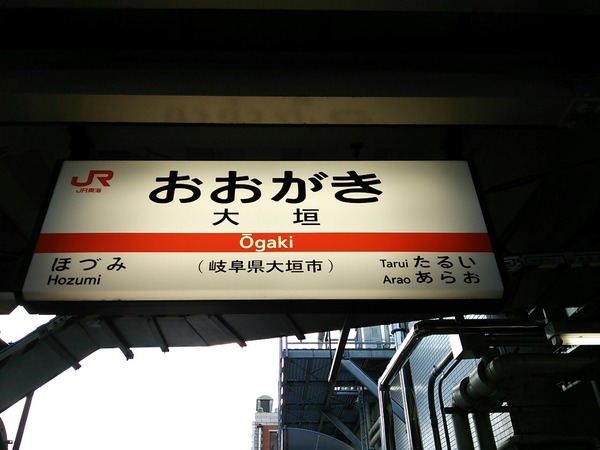 JR
JR東海
おおがき
大垣
Ōgaki
ほづみ
Hozumi
(岐阜県大垣市)
Tarui たるい
Arao あらお